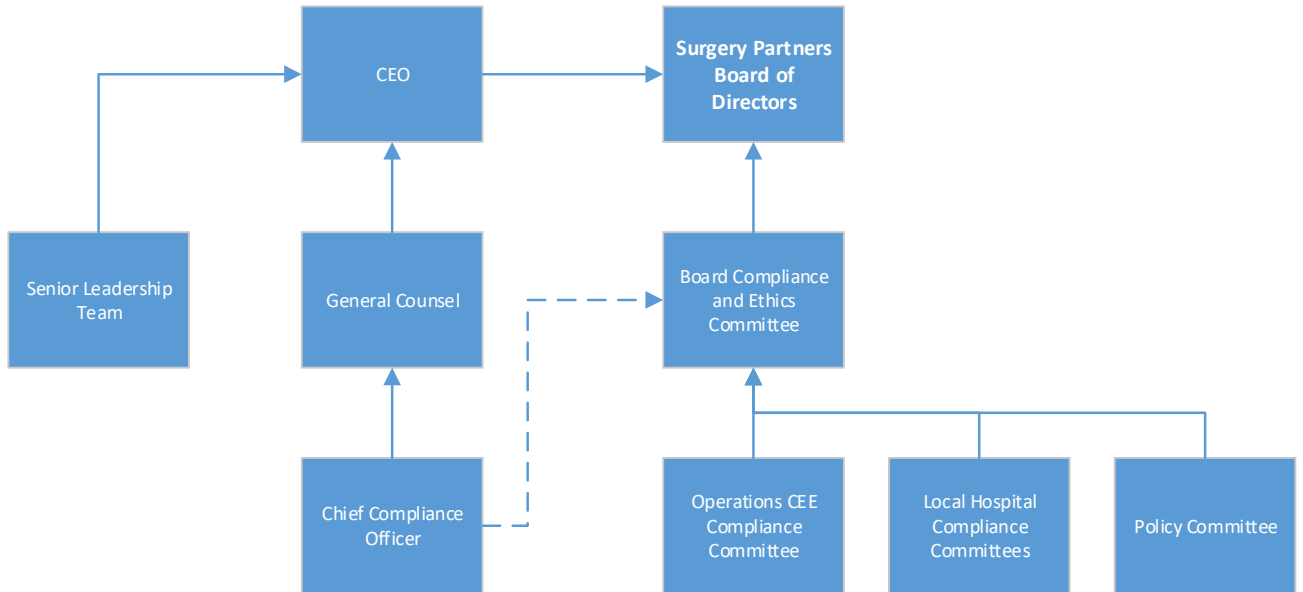 CEO
Surgery Partners
Board of
Directors
Senior Leadership
Team
General Counsel
Board Compliance
and Ethics
Committee
Chief Compliance
Officer
Operations CEE
Compliance
Committee
Local Hospital
Compliance
Committees
Policy Committee